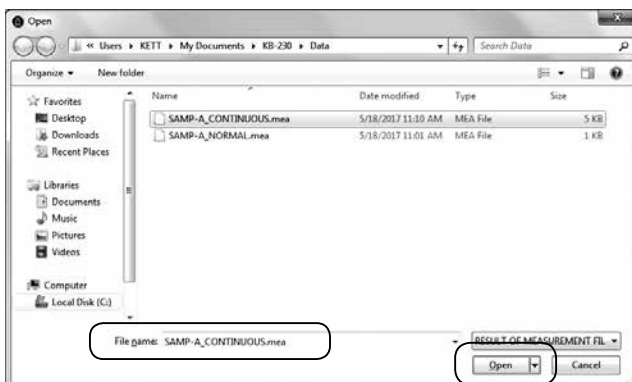 Open
« Users ▸ KETT ▸ My Documents ▸ KB-230 ▸ Data
Search Data
Organize ▾ New folder
Name Date modified Type Size
Favorites
Desktop
Downloads
Recent Places
Libraries
Documents
Music
Pictures
Videos
Computer
Local Disk (C:)
SAMP-A_CONTINUOUS.mea 5/18/2017 11:10 AM MEA File 5 KB
SAMP-A_NORMAL.mea 5/18/2017 11:01 AM MEA File 1 KB
File name: SAMP-A_CONTINUOUS.mea
RESULT OF MEASUREMENT FIL
Open Cancel